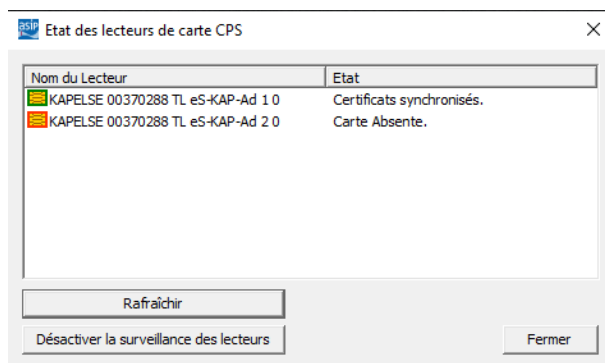 asip Etat des lecteurs de carte CPS
Nom du Lecteur Etat
KAPELSE 00370288 TL eS-KAP-Ad 1 0 Certificats synchronisés.
KAPELSE 00370288 TL eS-KAP-Ad 2 0 Carte Absente.
Rafraîchir
Désactiver la surveillance des lecteurs Fermer